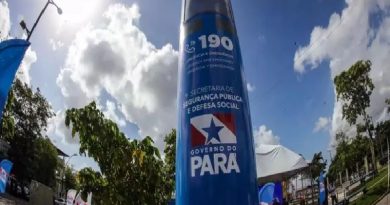 190
SECRETARIA DE
SEGURANÇA PÚBLICA
E DEFESA SOCIAL
GOVERNO DO
PARÁ